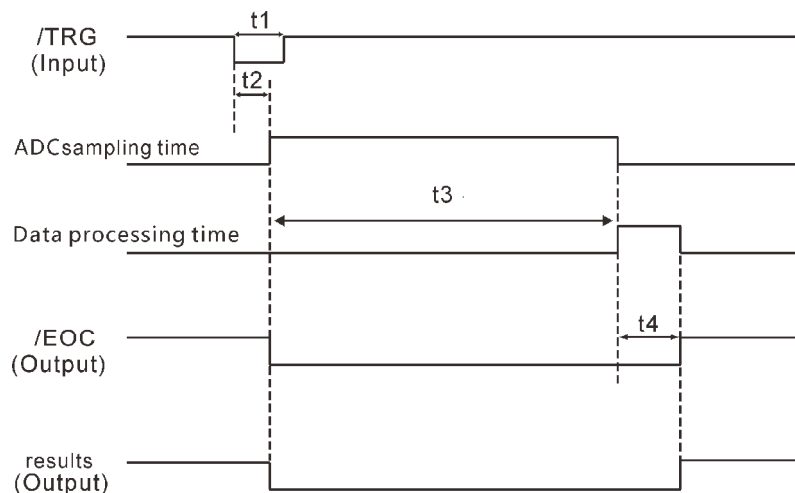 t1
/TRG
(Input)
t2
ADCsampling time
t3
Data processing time
t4
/EOC
(Output)
results
(Output)